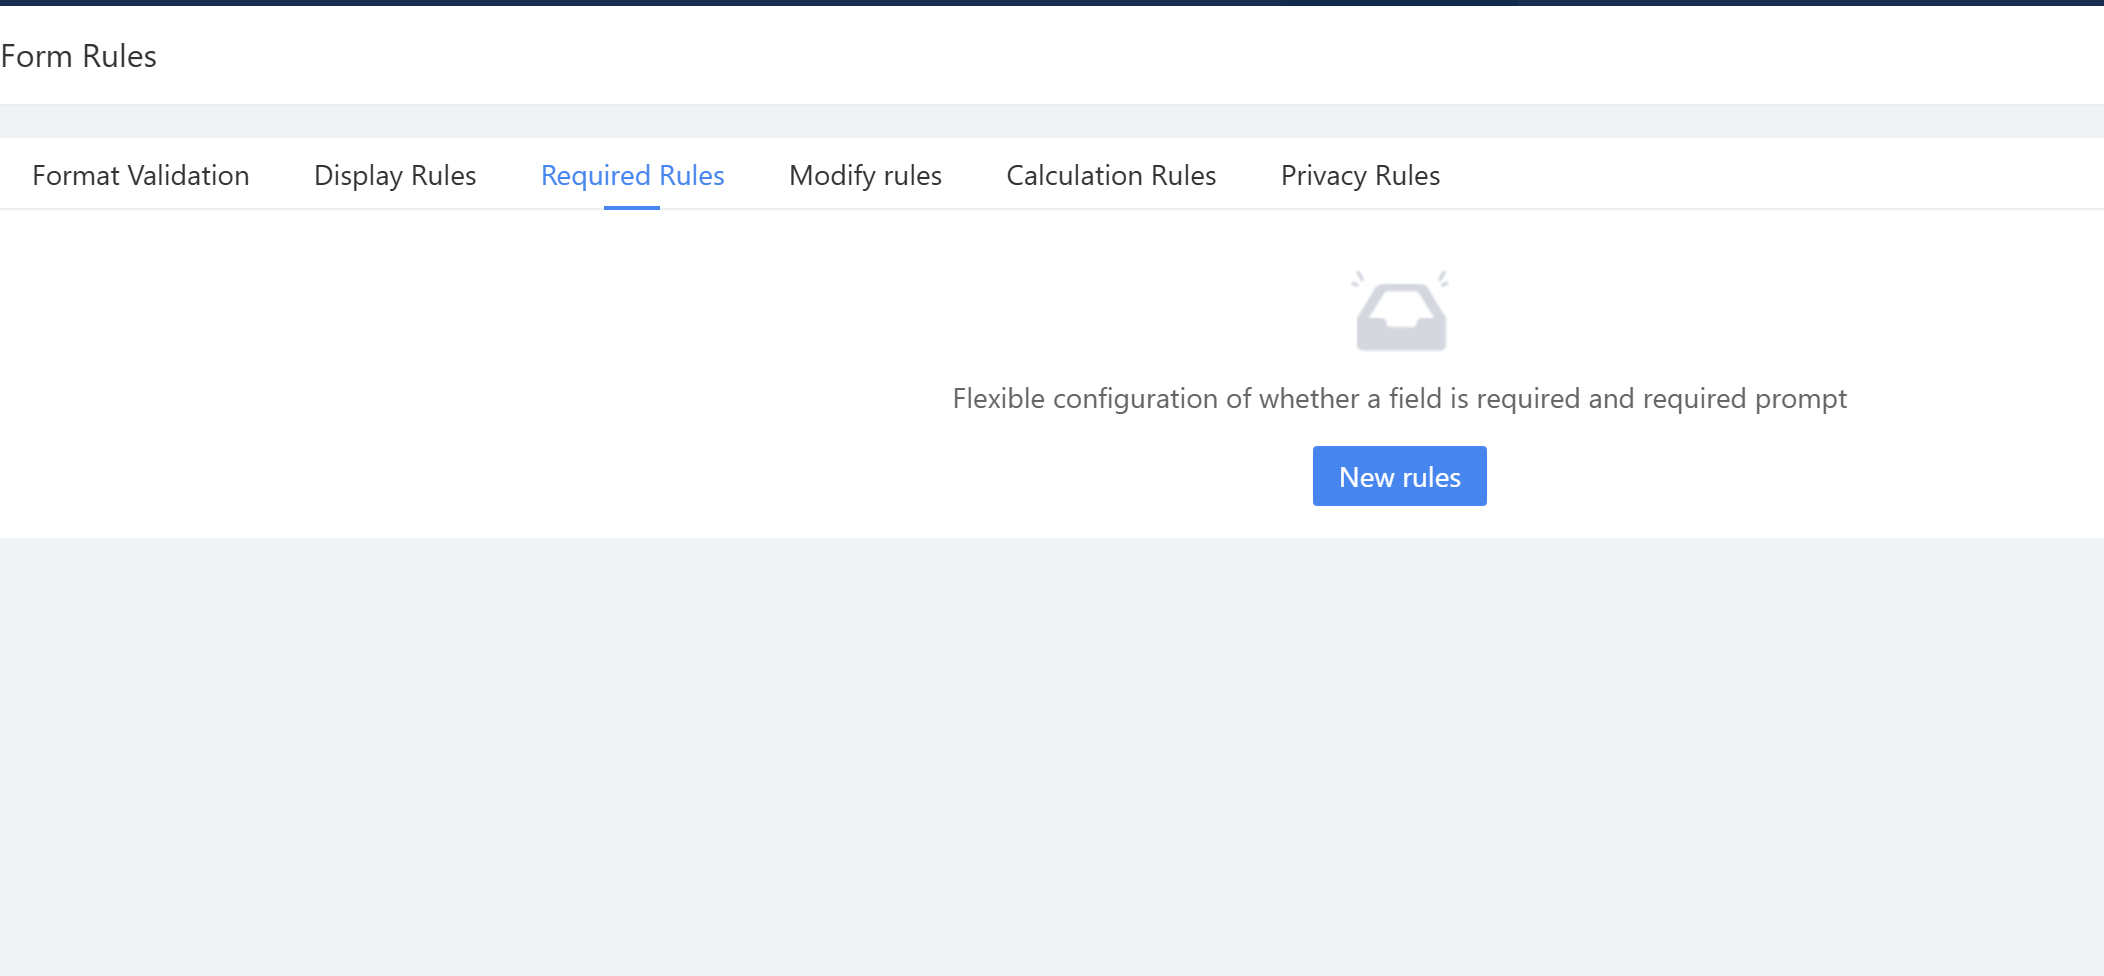 Form Rules
Format Validation Display Rules Required Rules Modify rules Calculation Rules Privacy Rules
Flexible configuration of whether a field is required and required prompt
New rules